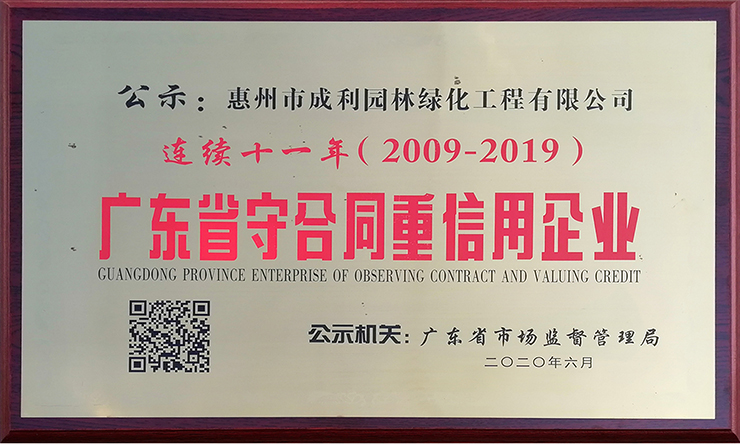 公示：惠州市成利园林绿化工程有限公司
连续十一年（2009-2019）
广东省守合同重信用企业
GUANGDONG PROVINCE ENTERPRISE OF OBSERVING CONTRACT AND VALUING CREDIT
公示机关：广东省市场监督管理局
二〇二〇年六月